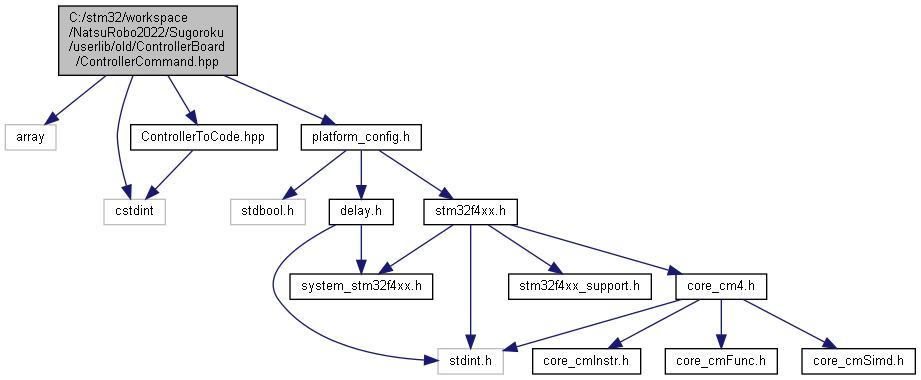 C:/stm32/workspace
/NatsuRobo2022/Sugoroku
/userlib/old/ControllerBoard
/ControllerCommand.hpp
array
ControllerToCode.hpp
platform_config.h
cstdint
stdbool.h
delay.h
stm32f4xx.h
system_stm32f4xx.h
stm32f4xx_support.h
core_cm4.h
stdint.h
core_cmInstr.h
core_cmFunc.h
core_cmSimd.h